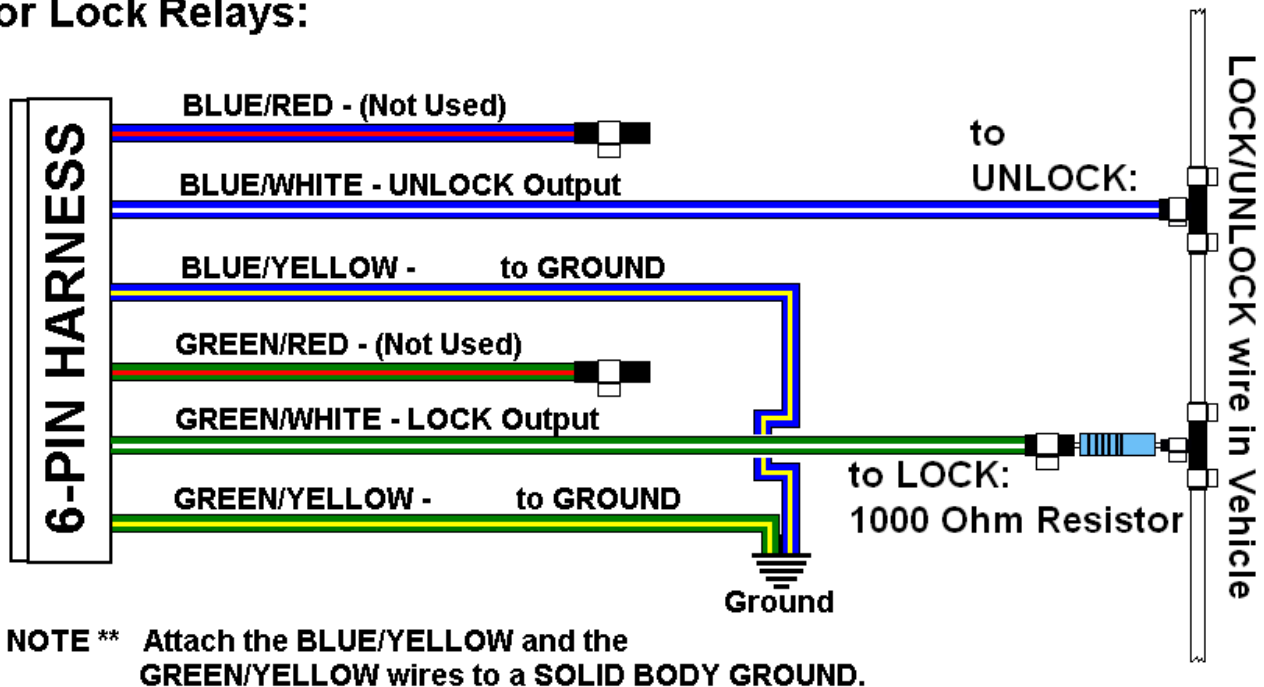 or Lock Relays:
BLUE/RED - (Not Used)
to
UNLOCK:
BLUE/WHITE - UNLOCK Output
BLUE/YELLOW - to GROUND
GREEN/RED - (Not Used)
GREEN/WHITE - LOCK Output
to LOCK:
1000 Ohm Resistor
GREEN/YELLOW - to GROUND
Ground
6-PIN HARNESS
LOCK/UNLOCK wire in Vehicle
NOTE ** Attach the BLUE/YELLOW and the
GREEN/YELLOW wires to a SOLID BODY GROUND.